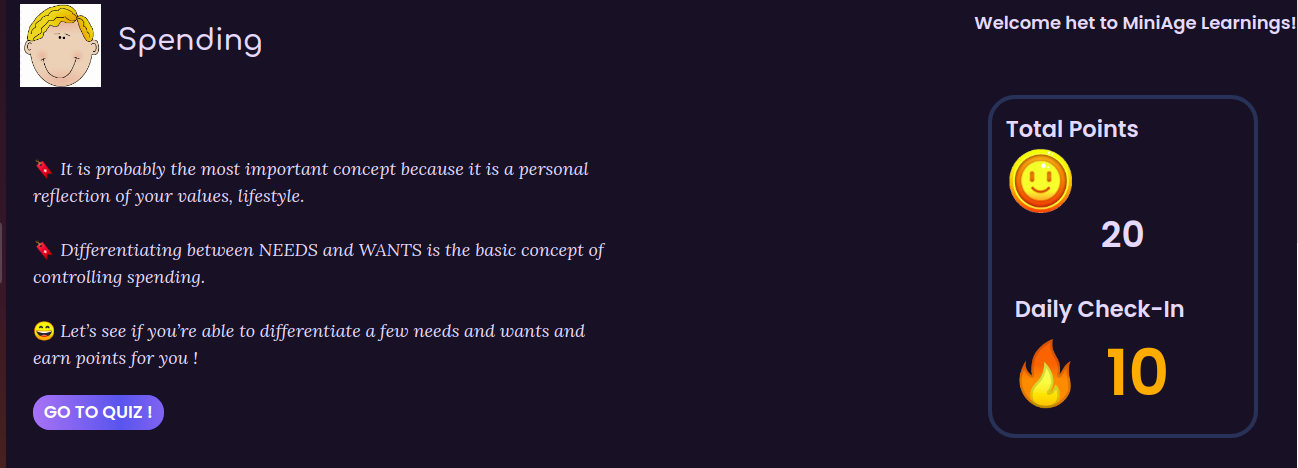 Spending
Welcome het to MiniAge Learnings!
It is probably the most important concept because it is a personal
reflection of your values, lifestyle.
Differentiating between NEEDS and WANTS is the basic concept of
controlling spending.
Let's see if you're able to differentiate a few needs and wants and
earn points for you !
GO TO QUIZ !
Total Points
20
Daily Check-In
10